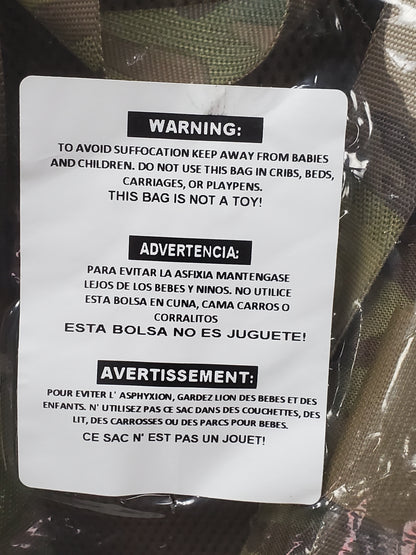 WARNING:
TO AVOID SUFFOCATION KEEP AWAY FROM BABIES
AND CHILDREN. DO NOT USE THIS BAG IN CRIBS, BEDS,
CARRIAGES, OR PLAYPENS.
THIS BAG IS NOT A TOY!
ADVERTENCIA:
PARA EVITAR LA ASFIXIA MANTENGASE
LEJOS DE LOS BEBES Y NINOS. NO UTILICE
ESTA BOLSA EN CUNA, CAMA CARROS O
CORRALITOS
ESTA BOLSA NO ES JUGUETE!
AVERTISSEMENT:
POUR EVITER L' ASPHYXION, GARDEZ LION DES BEBES ET DES
ENFANTS. N' UTILISEZ PAS CE SAC DANS DES COUCHETTES, DES
LIT, DES CARROSSES OU DES PARCS POUR BEBES.
CE SAC N' EST PAS UN JOUET!